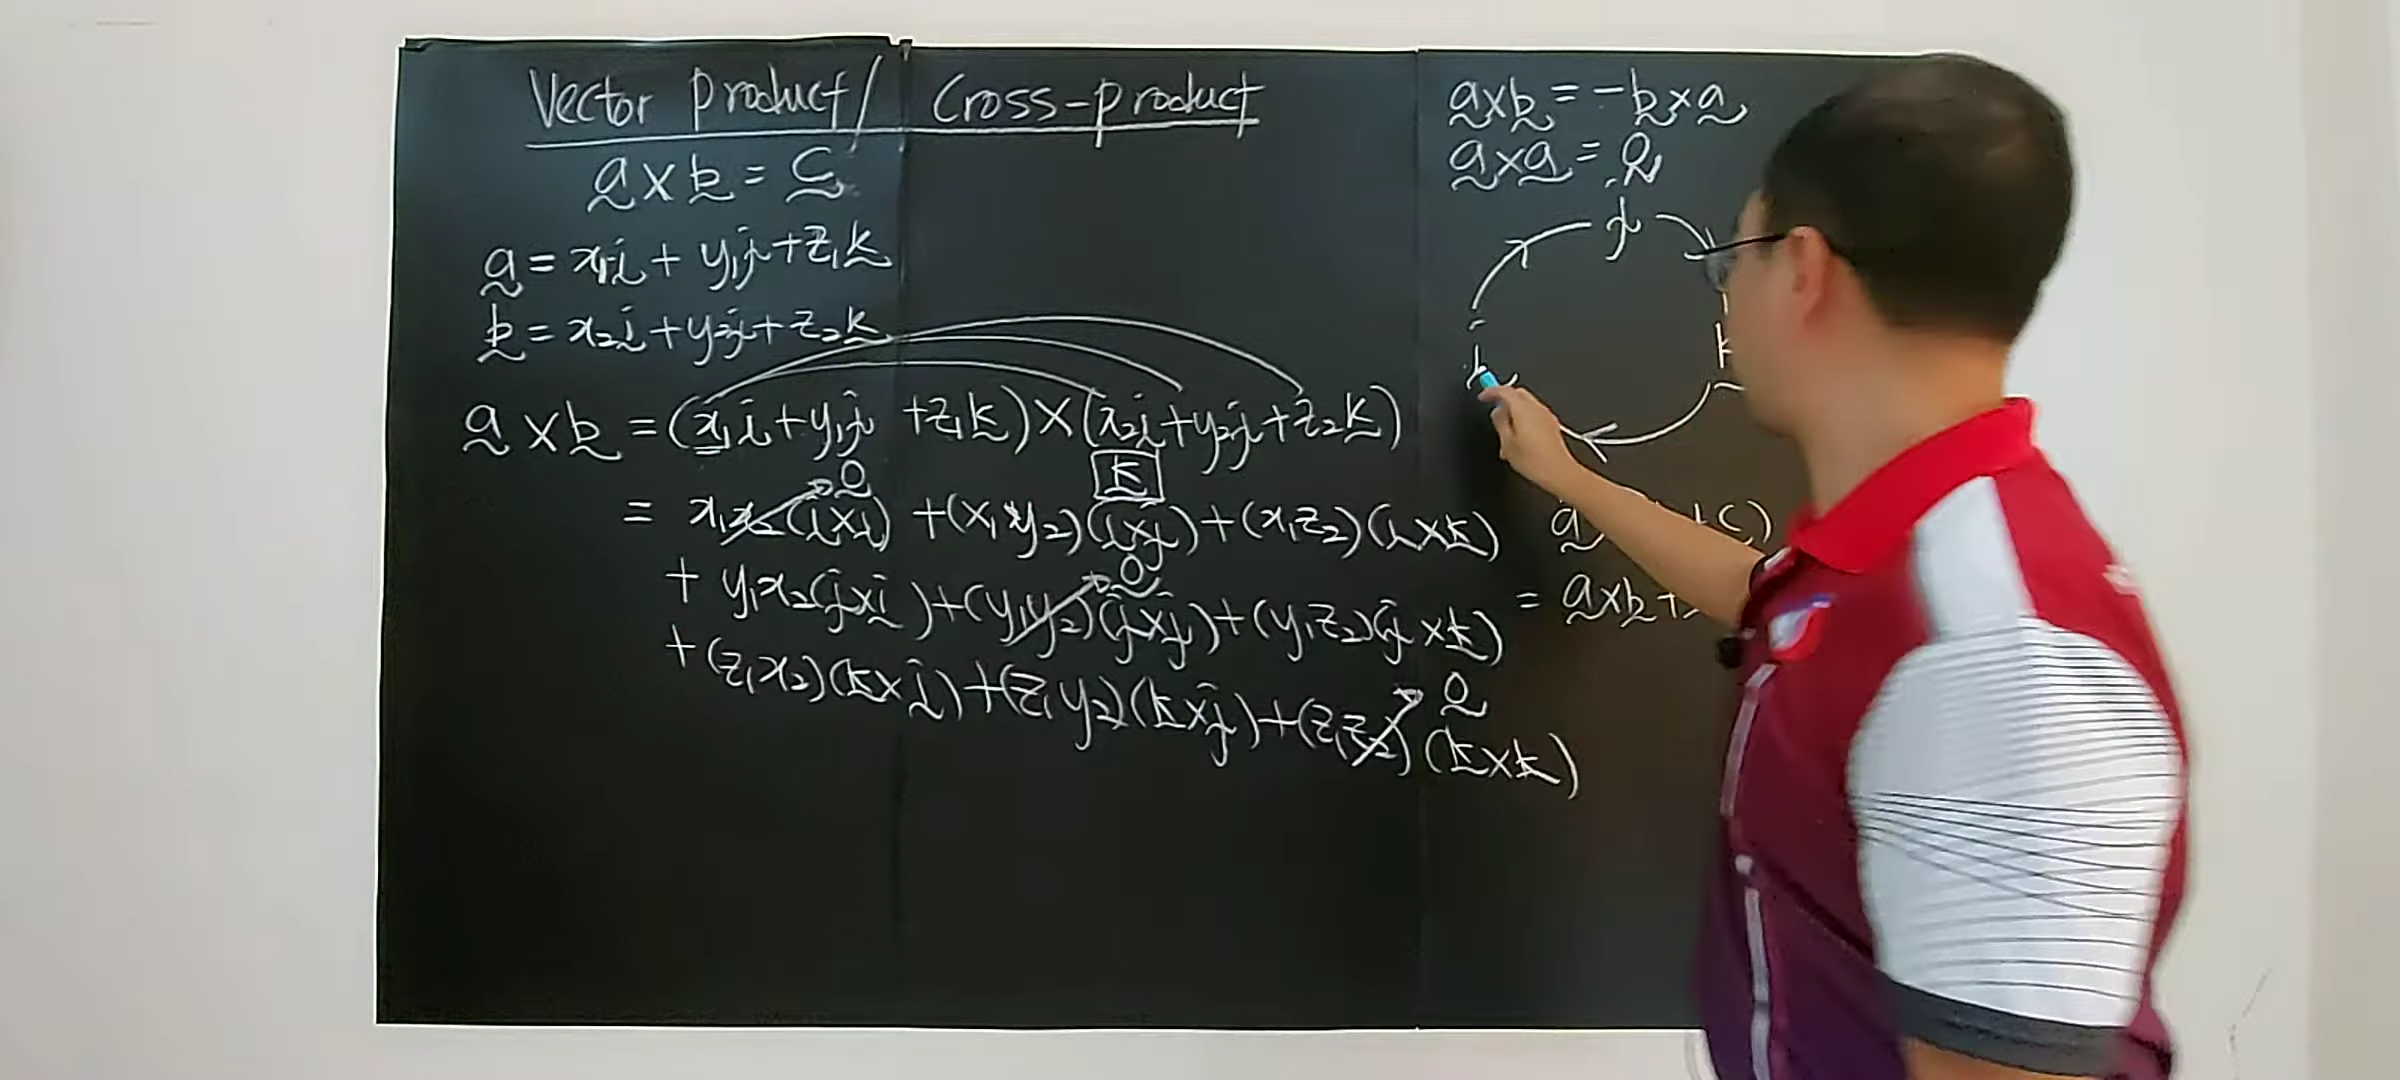 Vector product / Cross-product
a × b = c
a = x₁i + y₁j + z₁k
b = x₂i + y₂j + z₂k
a × b = (x₁i + y₁j + z₁k) × (x₂i + y₂j + z₂k)
0 k
= x₁x₂(i×i) + (x₁y₂)(i×j) + (x₁z₂)(i×k)
0
+ y₁x₂(j×i) + (y₁y₂)(j×j) + (y₁z₂)(j×k)
0
+ (z₁x₂)(k×i) + (z₁y₂)(k×j) + (z₁z₂)(k×k)
a×b = -b×a
a×a = 0
j
i
k
a +c)
= a×b +